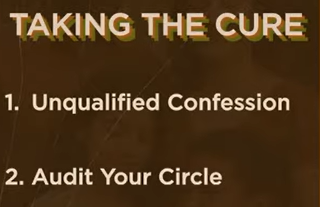 TAKING THE CURE
1. Unqualified Confession
2. Audit Your Circle